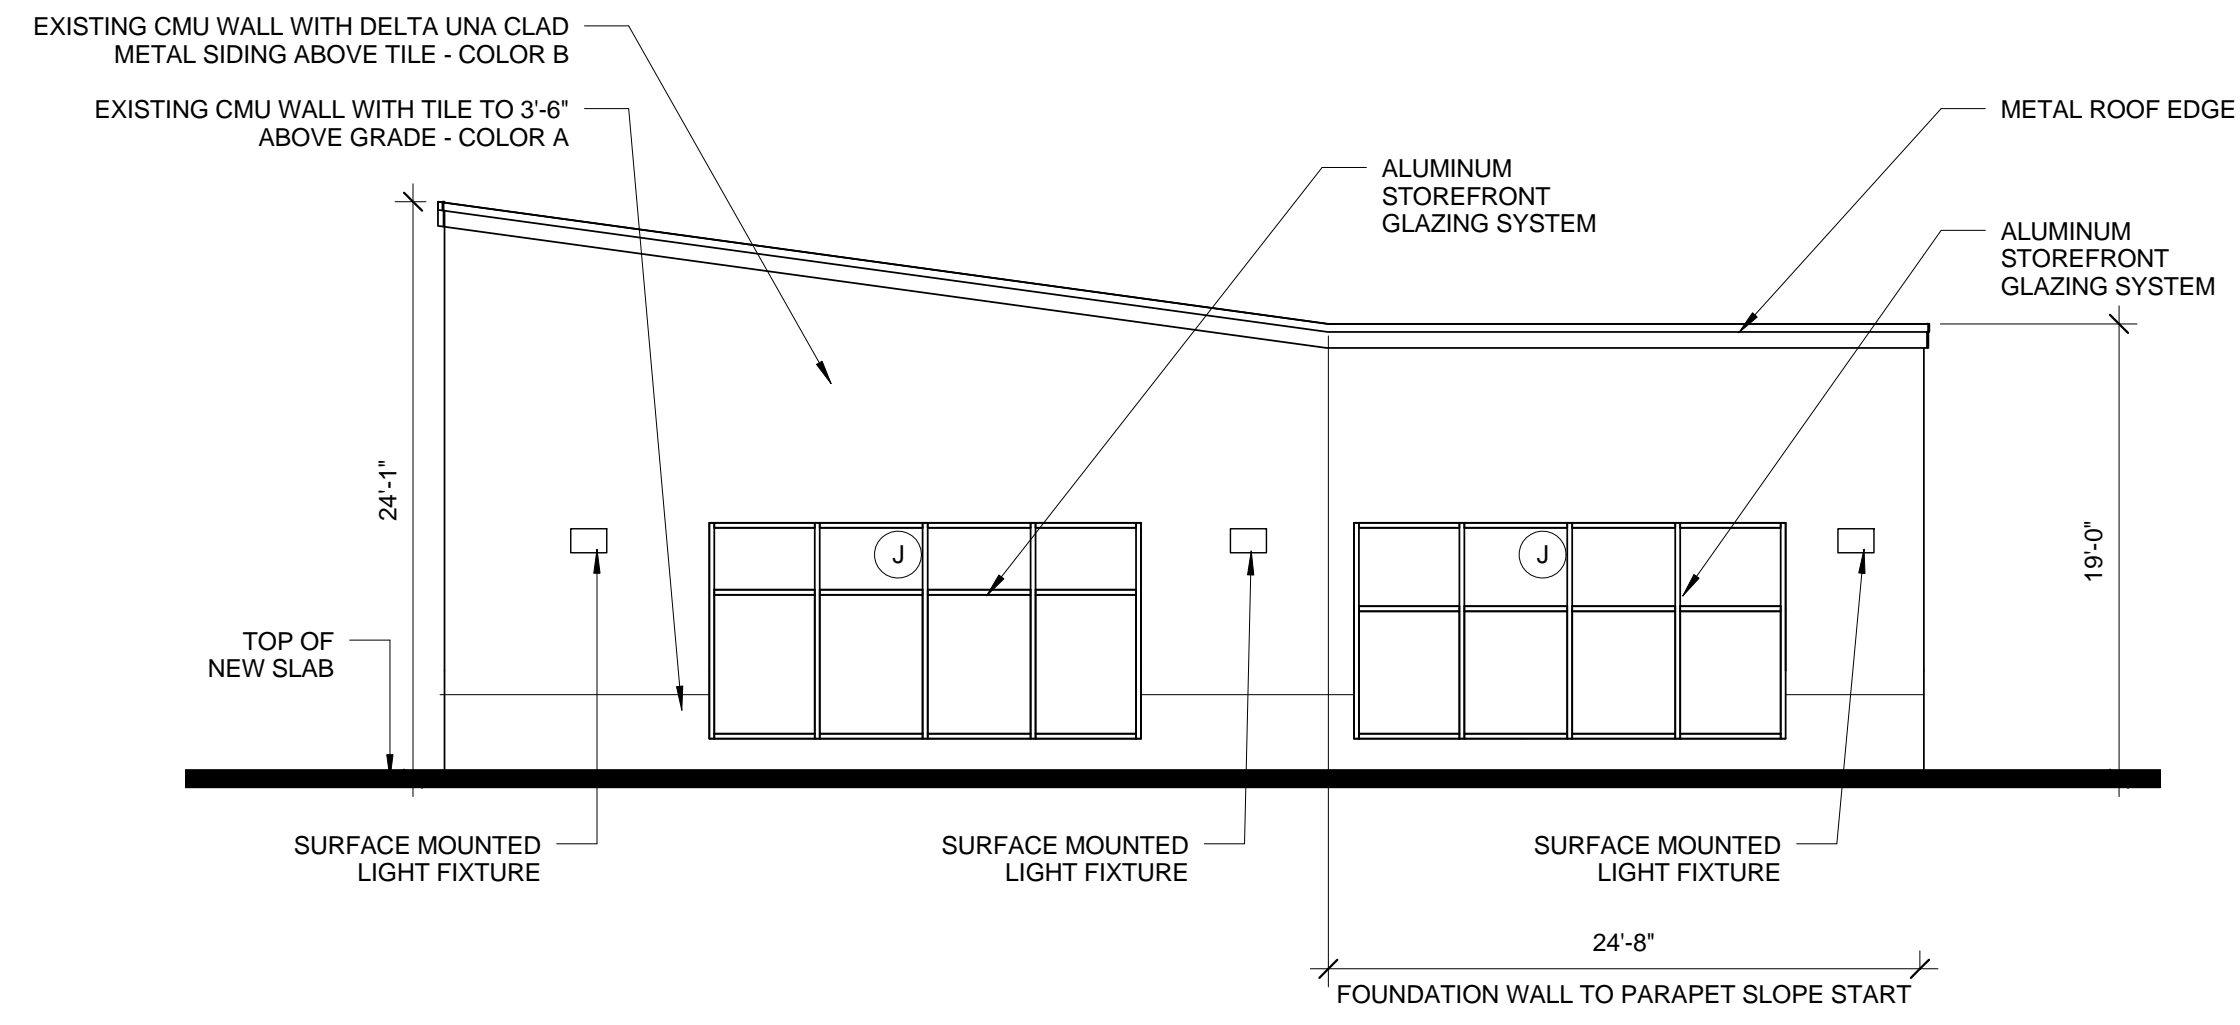 EXISTING CMU WALL WITH DELTA UNA CLAD
METAL SIDING ABOVE TILE - COLOR B
EXISTING CMU WALL WITH TILE TO 3'-6"
ABOVE GRADE - COLOR A
METAL ROOF EDGE
ALUMINUM
STOREFRONT
GLAZING SYSTEM
ALUMINUM
STOREFRONT
GLAZING SYSTEM
24'-1"
19'-0"
J
J
TOP OF
NEW SLAB
SURFACE MOUNTED
LIGHT FIXTURE
SURFACE MOUNTED
LIGHT FIXTURE
SURFACE MOUNTED
LIGHT FIXTURE
24'-8"
FOUNDATION WALL TO PARAPET SLOPE START